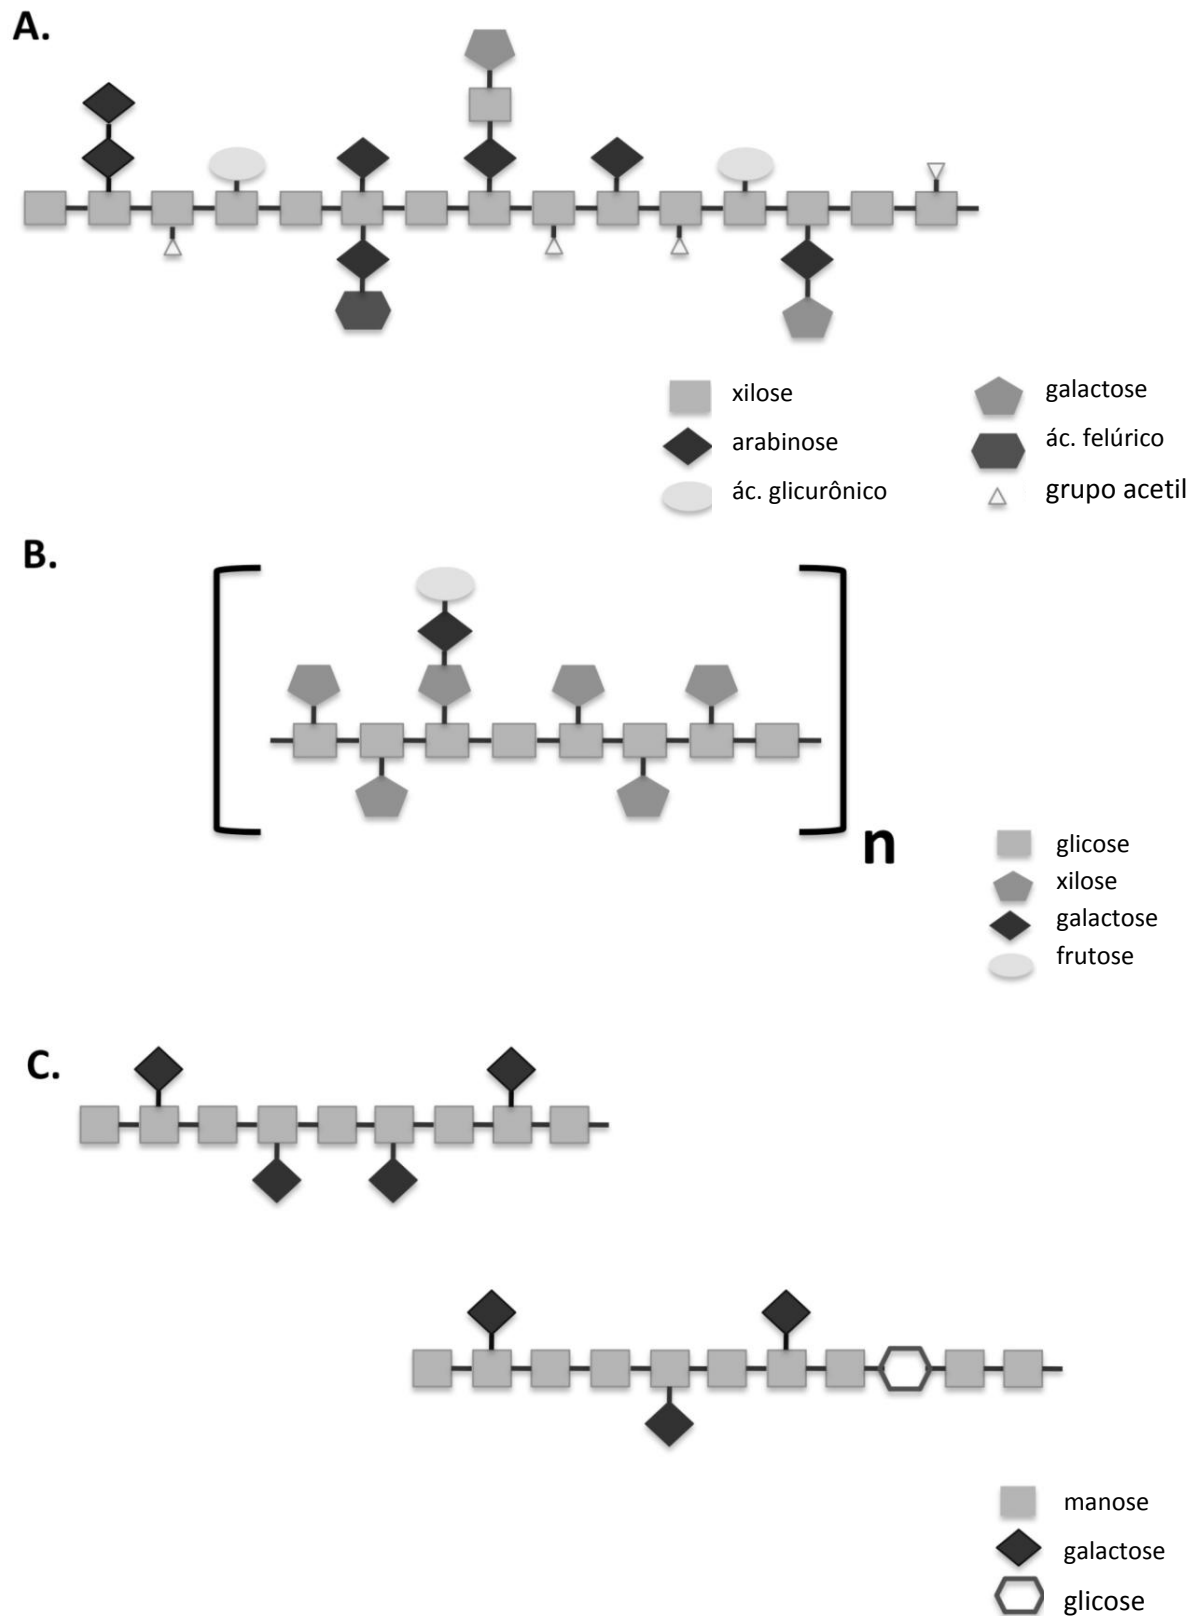 A.
xilose
galactose
arabinose
ác. felúrico
ác. glicurônico
grupo acetil
B.
n
glicose
xilose
galactose
frutose
C.
manose
galactose
glicose